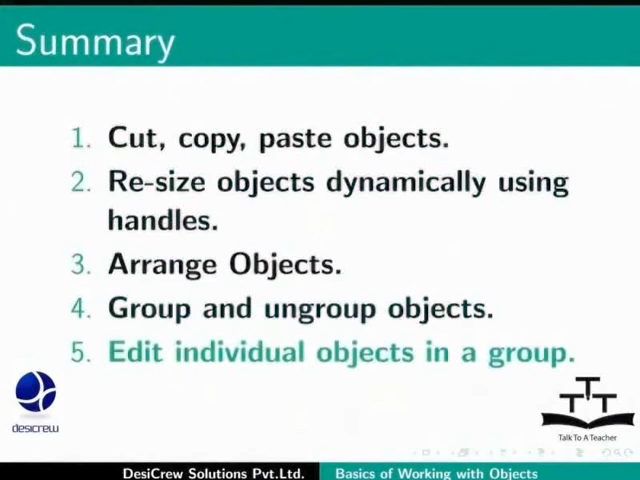 Summary
1. Cut, copy, paste objects.
2. Re-size objects dynamically using
handles.
3. Arrange Objects.
4. Group and ungroup objects.
5. Edit individual objects in a group.
desicrew
TTT
Talk To A Teacher
DesiCrew Solutions Pvt.Ltd. Basics of Working with Objects